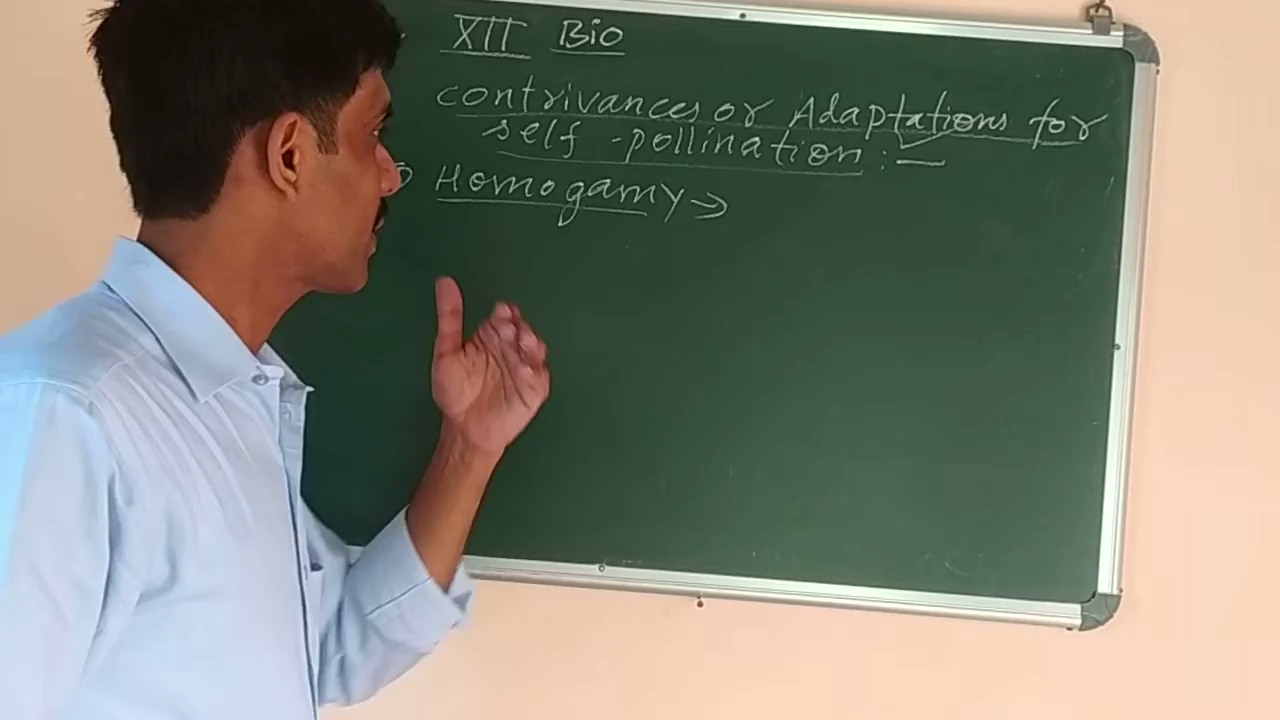 XII Bio
contrivances or Adaptations for
self-pollination:-
Homogamy →